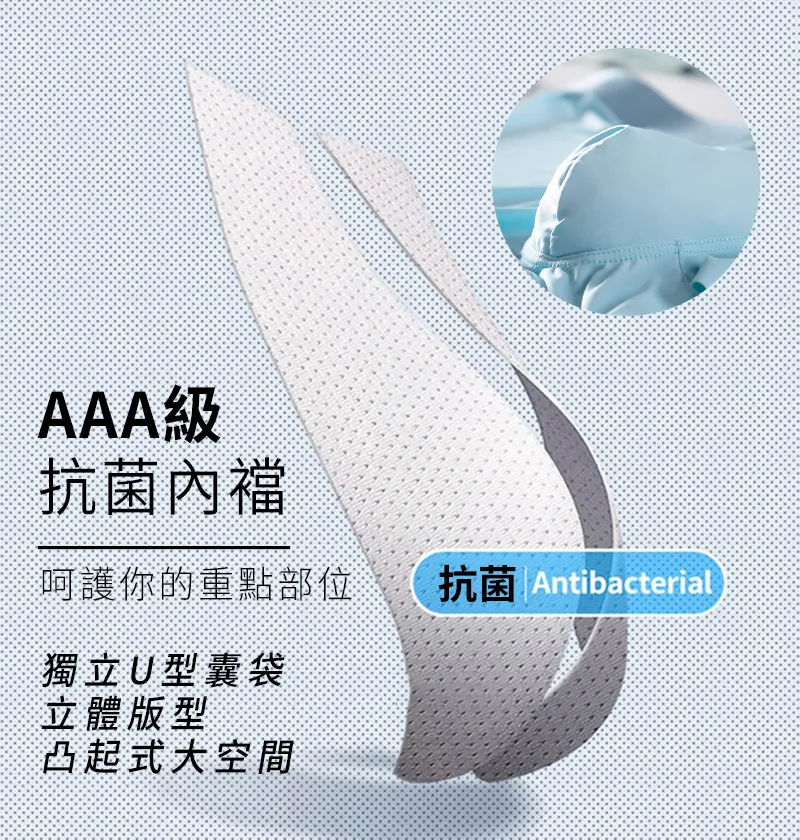 AAA級
抗菌內襠
呵護你的重點部位
抗菌 | Antibacterial
獨立U型囊袋
立體版型
凸起式大空間